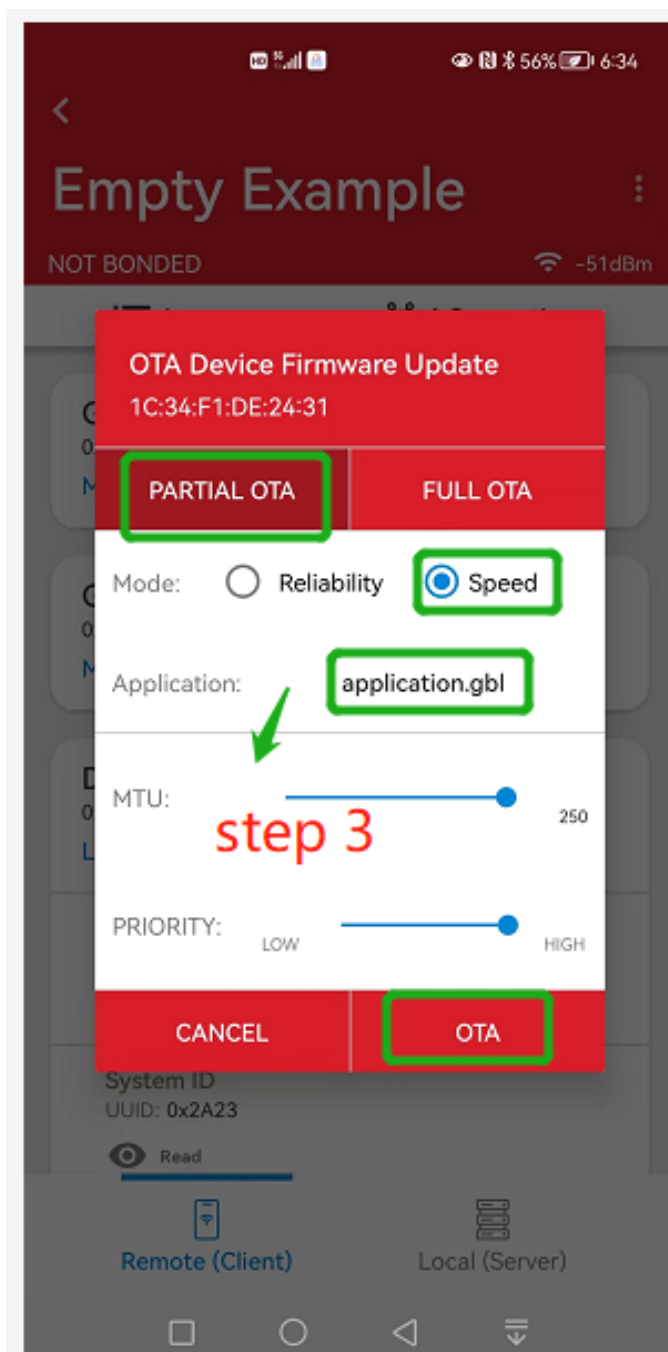 HD 5G 56% 6:34
Empty Example
NOT BONDED -51dBm
OTA Device Firmware Update
1C:34:F1:DE:24:31
PARTIAL OTA FULL OTA
Mode: Reliability Speed
Application: application.gbl
MTU: 250
step 3
PRIORITY: LOW HIGH
CANCEL OTA
System ID
UUID: 0x2A23
Read
Remote (Client) Local (Server)